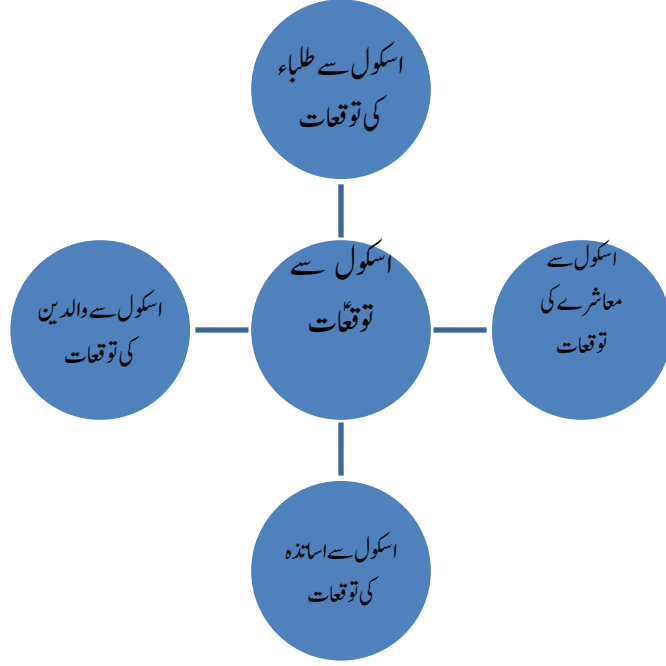 اسکول سے طلباء
کی توقعات
اسکول سے
توقعات
اسکول سے
معاشرے کی
توقعات
اسکول سے والدین
کی توقعات
اسکول سے اساتذہ
کی توقعات